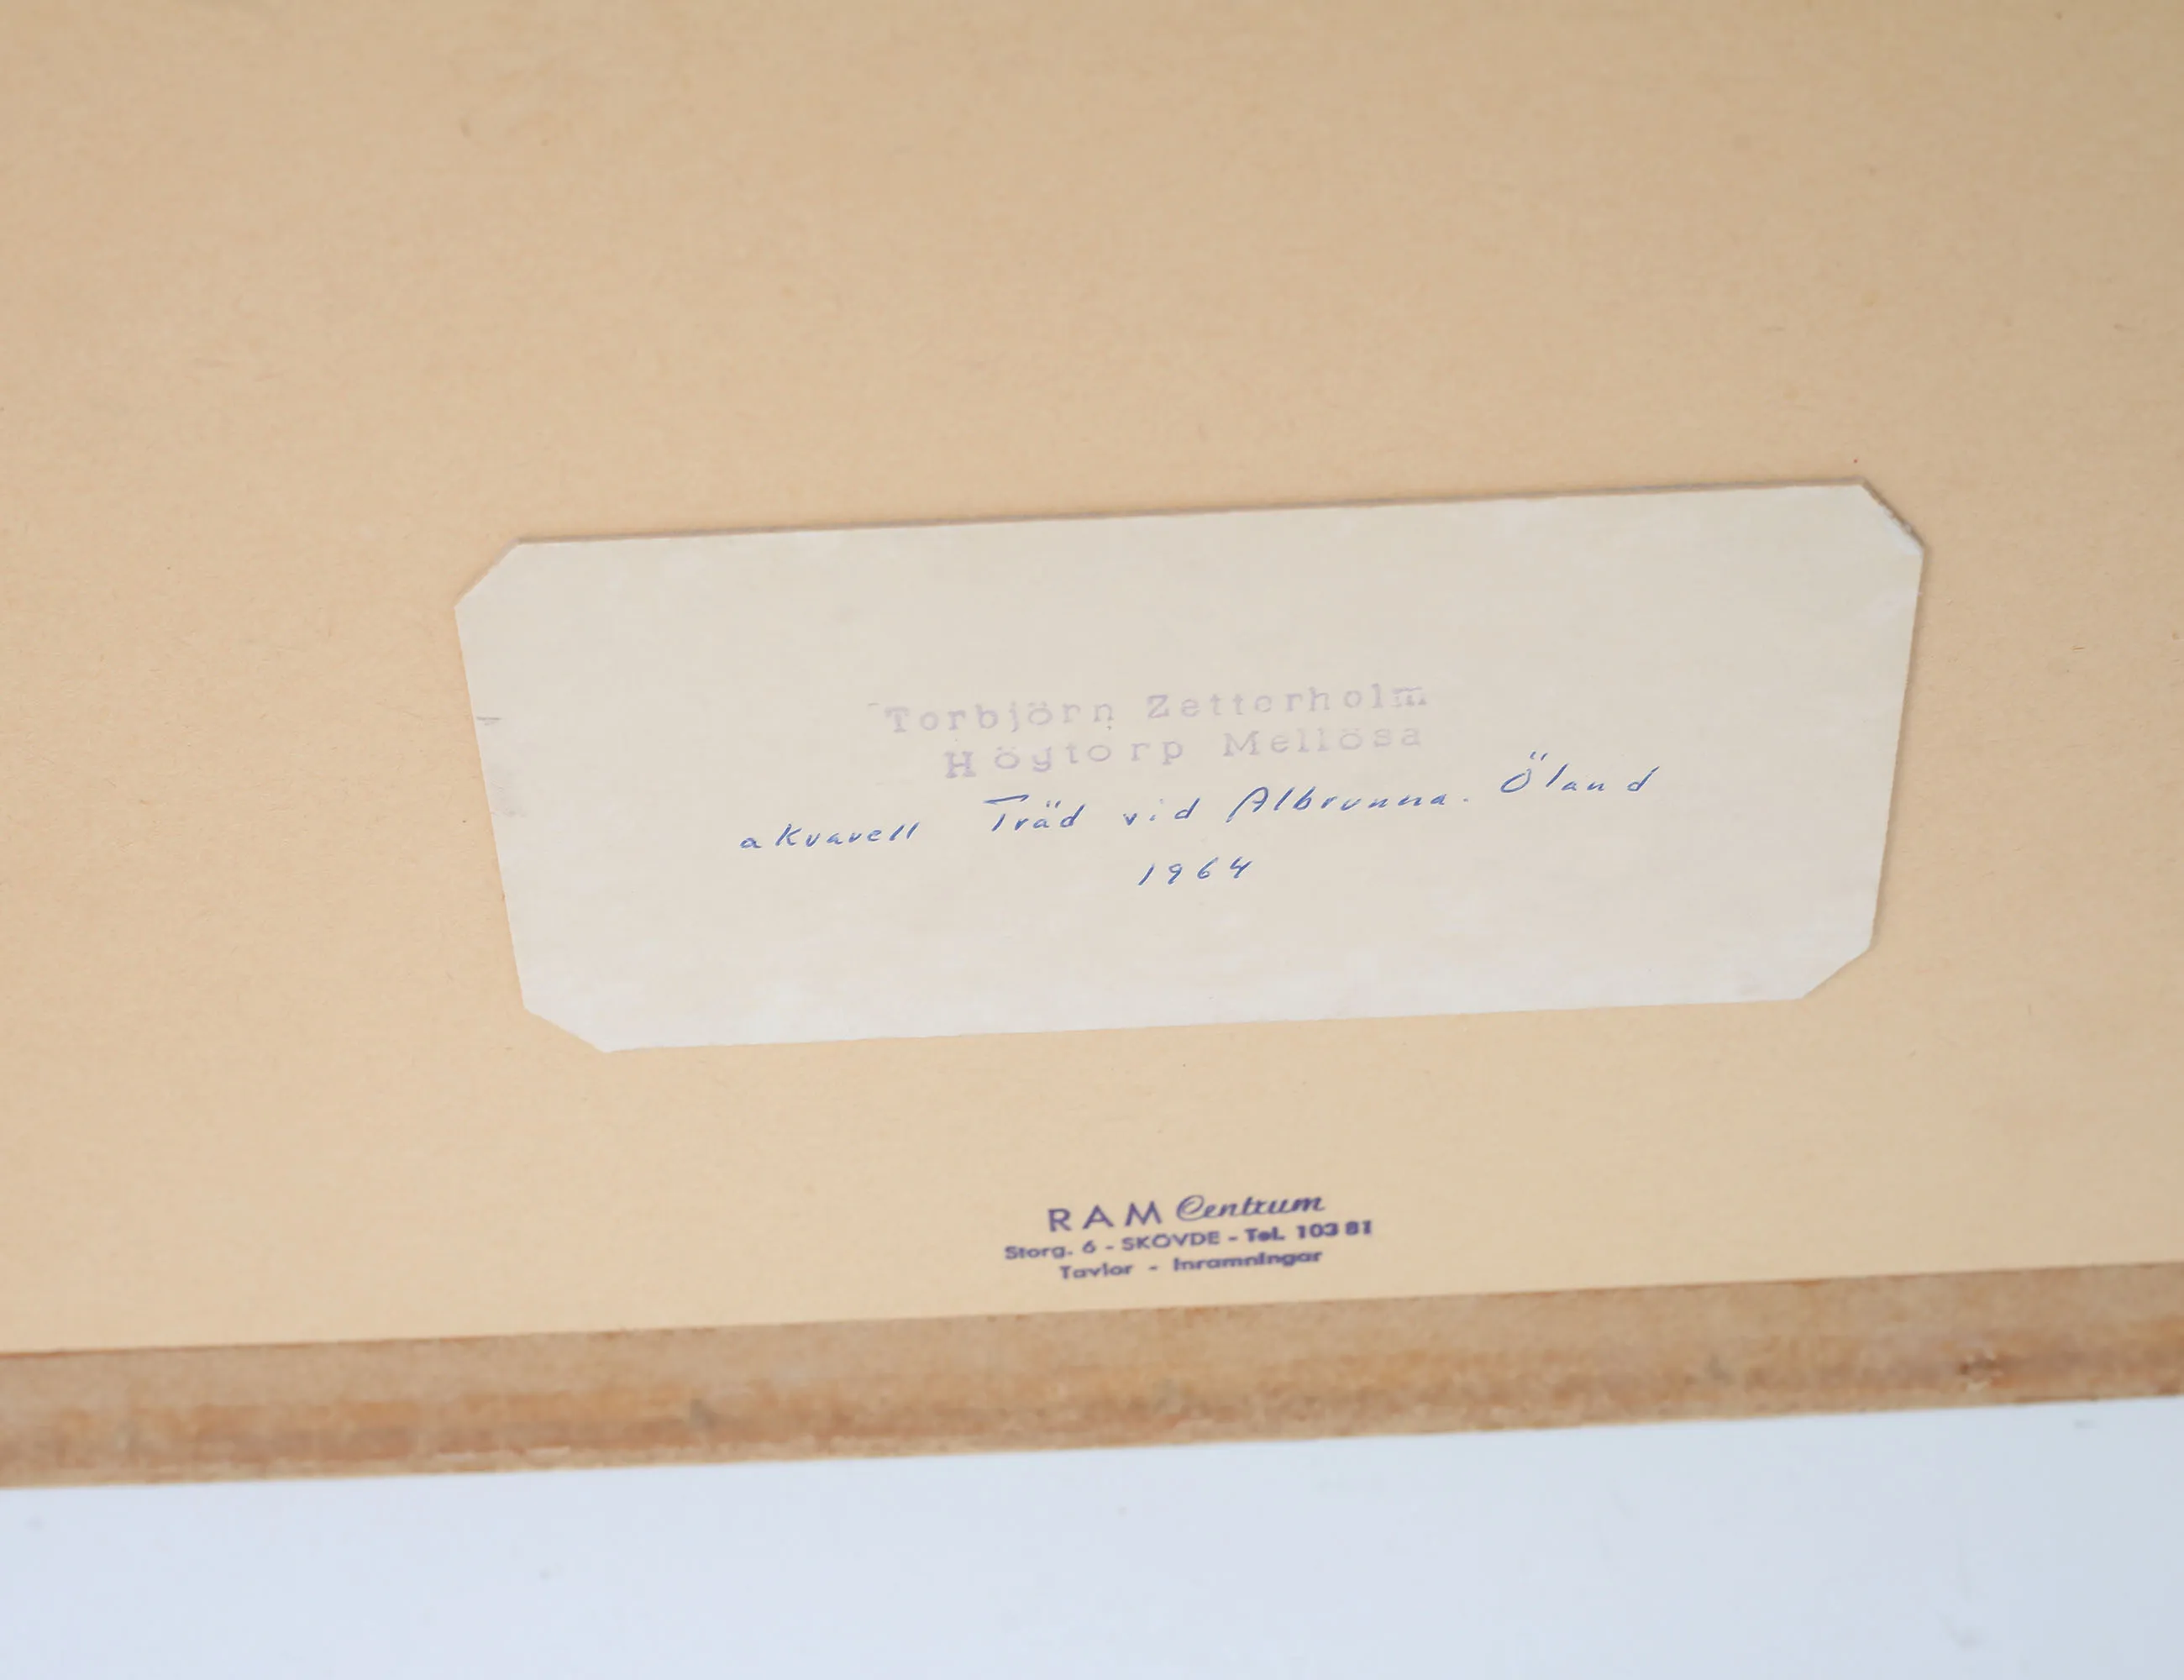 Torbjörn Zetterholm
Högtorp Mellösa
akvarell Träd vid Albrunna. Öland
1964
RAM Centrum
Storg. 6 - SKÖVDE - Tel. 103 81
Tavlor - Inramningar